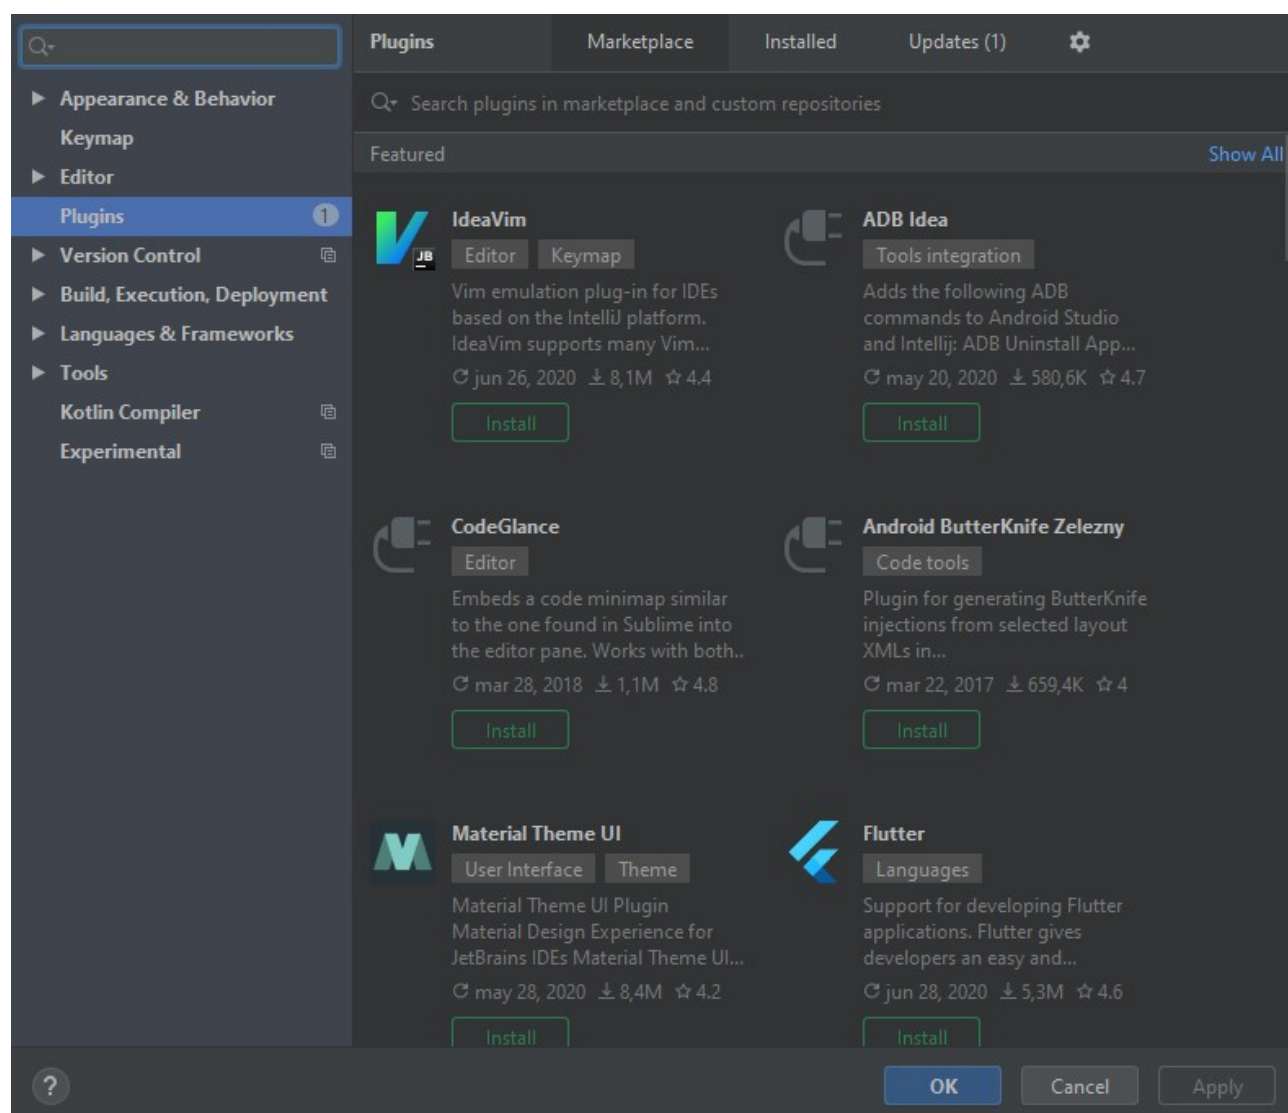 Appearance & Behavior
Keymap
Editor
Plugins
1
Version Control
Build, Execution, Deployment
Languages & Frameworks
Tools
Kotlin Compiler
Experimental
Plugins
Marketplace
Installed
Updates (1)
Search plugins in marketplace and custom repositories
Featured
Show All
JB
IdeaVim
Editor
Keymap
Vim emulation plug-in for IDEs
based on the IntelliJ platform.
IdeaVim supports many Vim...
jun 26, 2020 8,1M 4.4
Install
ADB Idea
Tools integration
Adds the following ADB
commands to Android Studio
and Intellij: ADB Uninstall App...
may 20, 2020 580,6K 4.7
Install
CodeGlance
Editor
Embeds a code minimap similar
to the one found in Sublime into
the editor pane. Works with both..
mar 28, 2018 1,1M 4.8
Install
Android ButterKnife Zelezny
Code tools
Plugin for generating ButterKnife
injections from selected layout
XMLs in...
mar 22, 2017 659,4K 4
Install
Material Theme UI
User Interface
Theme
Material Theme UI Plugin
Material Design Experience for
JetBrains IDEs Material Theme UI...
may 28, 2020 8,4M 4.2
Install
Flutter
Languages
Support for developing Flutter
applications. Flutter gives
developers an easy and...
jun 28, 2020 5,3M 4.6
Install
?
OK
Cancel
Apply